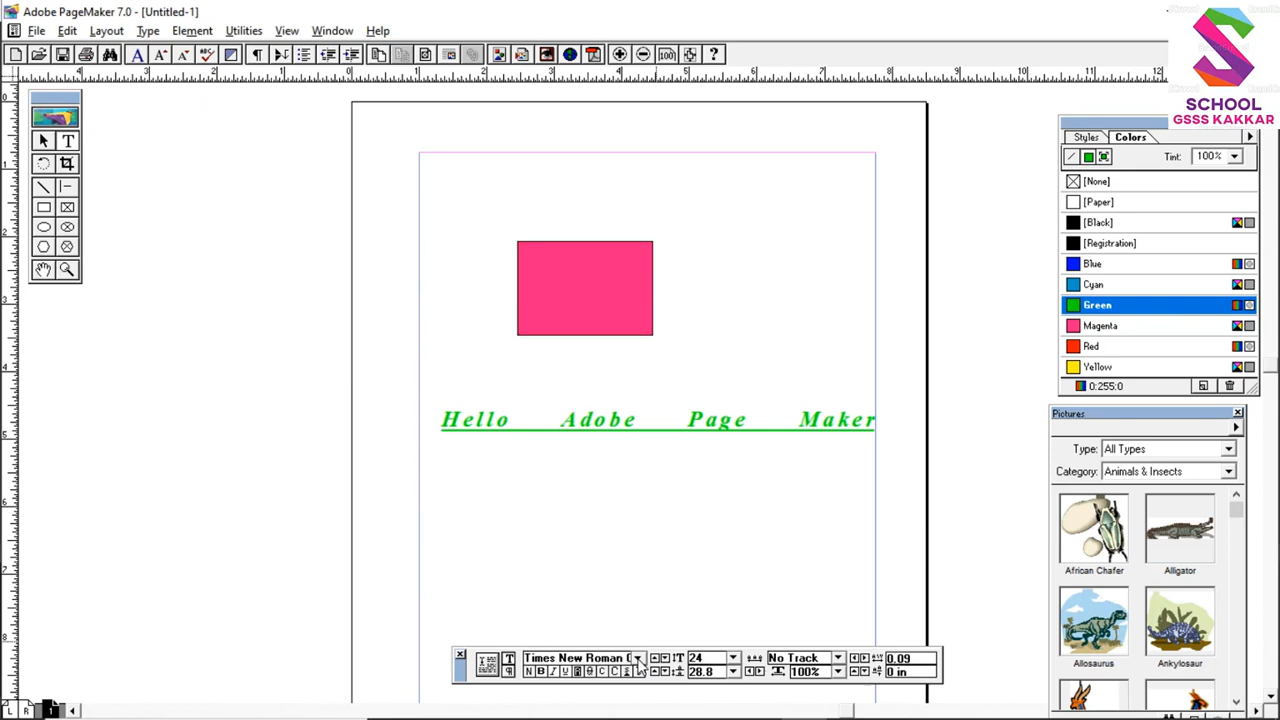 Adobe PageMaker 7.0 - [Untitled-1]
File Edit Layout Type Element Utilities View Window Help
SCHOOL
GSSS KAKKAR
Styles Colors
Tint: 100%
[None]
[Paper]
[Black]
[Registration]
Blue
Cyan
Green
Magenta
Red
Yellow
0:255:0
Hello Adobe Page Maker
Pictures
Type: All Types
Category: Animals & Insects
African Chafer Alligator
Allosaurus Ankylosaur
Times New Roman 24 No Track 0.09
N B I U 28.8 100% 0 in
L R 1